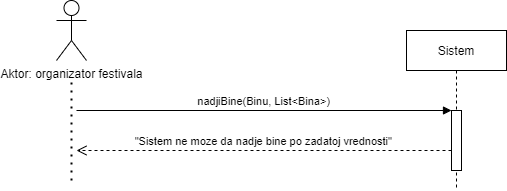 Sistem
Aktor: organizator festivala
nadjiBine(Binu, List<Bina>)
"Sistem ne moze da nadje bine po zadatoj vrednosti"